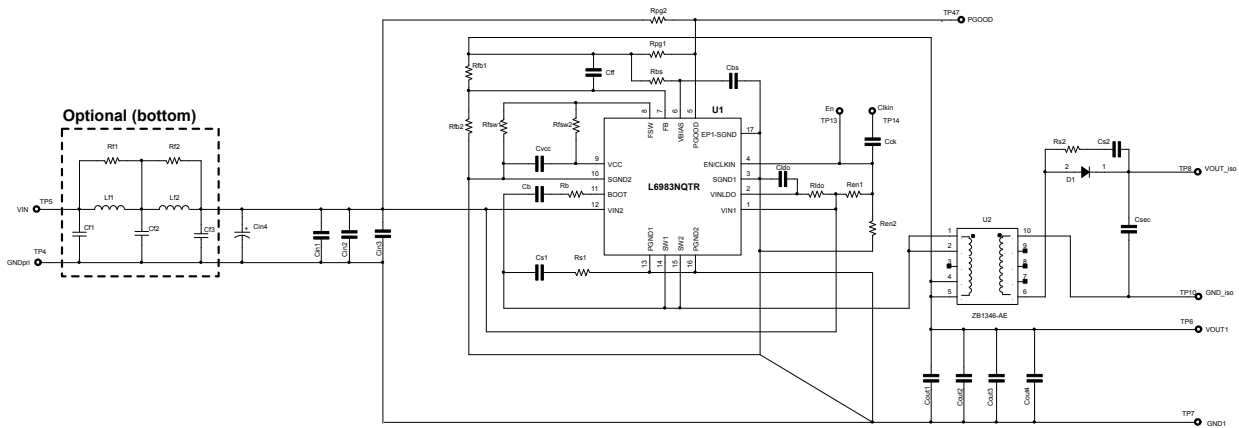 Rpg2
TP47
PGOOD
Rpg1
Rfb1
Cff
Rbs
Cbs
Optional (bottom)
8
7
6
5
U1
En
Clkin
Rfb2
Rfsw1
Rfsw2
FSW
FB
VBIAS
PGOOD
EP1-SGND
17
TP13
TP14
Rs2
Cs2
Rf1
Rf2
Cvcc
9
VCC
EN/CLKIN
4
Cck
10
SGND2
SGND1
3
Cldo
2
1
TP8
VOUT_iso
D1
Cb
Rb
11
BOOT
L6983NQTR
VINLDO
2
Rldo
Ren1
TP5
VIN
Lf1
Lf2
12
VIN2
VIN1
1
Cf1
Cf2
Cf3
Cin4
+
Cin1
Cin2
Cin3
Ren2
U2
Csec
PGND1
SW1
SW2
PGND2
1
10
2
9
3
8
4
7
5
6
TP4
GNDpri
Cs1
Rs1
13
14
15
16
TP10
GND_iso
ZB1346-AE
TP6
VOUT1
Cout1
Cout2
Cout3
Cout4
TP7
GND1